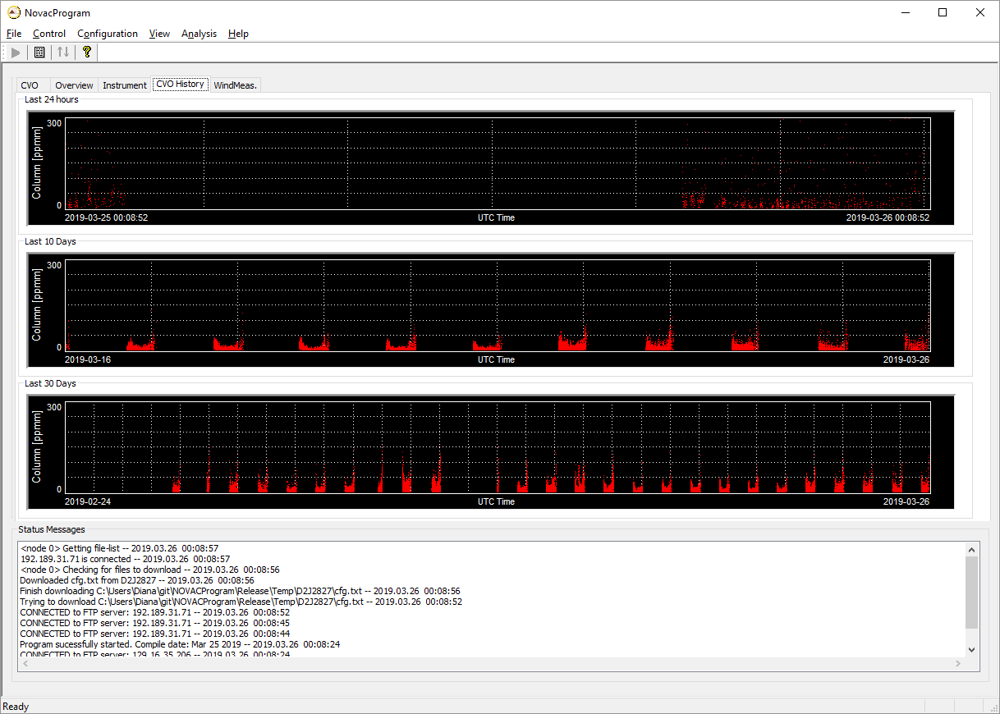 NovacProgram
File Control Configuration View Analysis Help
CVO Overview Instrument CVO History WindMeas.
Last 24 hours
300
Column [ppmm]
0
2019-03-25 00:08:52 UTC Time 2019-03-26 00:08:52
Last 10 Days
300
Column [ppmm]
0
2019-03-16 UTC Time 2019-03-26
Last 30 Days
300
Column [ppmm]
0
2019-02-24 UTC Time 2019-03-26
Status Messages
<node 0> Getting file-list -- 2019.03.26 00:08:57
192.189.31.71 is connected -- 2019.03.26 00:08:57
<node 0> Checking for files to download -- 2019.03.26 00:08:56
Downloaded cfg.txt from D2J2827 -- 2019.03.26 00:08:56
Finish downloading C:\Users\Diana\git\NOVACProgram\Release\Temp\D2J2827\cfg.txt -- 2019.03.26 00:08:56
Trying to download C:\Users\Diana\git\NOVACProgram\Release\Temp\D2J2827\cfg.txt -- 2019.03.26 00:08:52
CONNECTED to FTP server: 192.189.31.71 -- 2019.03.26 00:08:52
CONNECTED to FTP server: 192.189.31.71 -- 2019.03.26 00:08:45
CONNECTED to FTP server: 192.189.31.71 -- 2019.03.26 00:08:44
Program sucessfully started. Compile date: Mar 25 2019 -- 2019.03.26 00:08:24
CONNECTED to FTP server: 129.16.35.206 -- 2019.03.26 00:08:24
Ready